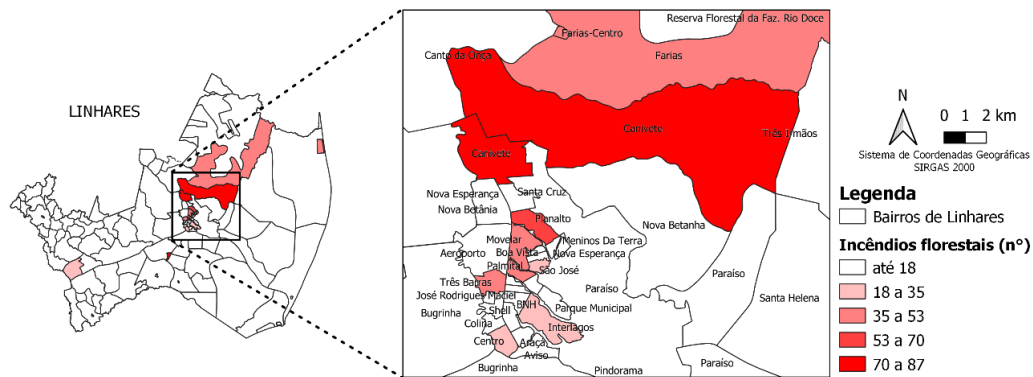 LINHARES
Reserva Florestal da Faz. Rio Doce
Farias-Centro
Canto da Onça
Farias
Canivete
Três Irmãos
Canivete
Nova Esperança
Santa Cruz
Nova Betânia
Planalto
Nova Betanha
Movelar
Meninos Da Terra
Aeroporto
Boa Vista
Nova Esperança
Palmital
São José
Paraíso
Três Barras
Paraíso
José Rodrigues Maciel
BNH
Santa Helena
Shell
Parque Municipal
Bugrinha
Colina
Interlagos
Centro
Araçá
Aviso
Paraíso
Bugrinha
Pindorama
N
0 1 2 km
Sistema de Coordenadas Geográficas
SIRGAS 2000
Legenda
Bairros de Linhares
Incêndios florestais (n°)
até 18
18 a 35
35 a 53
53 a 70
70 a 87